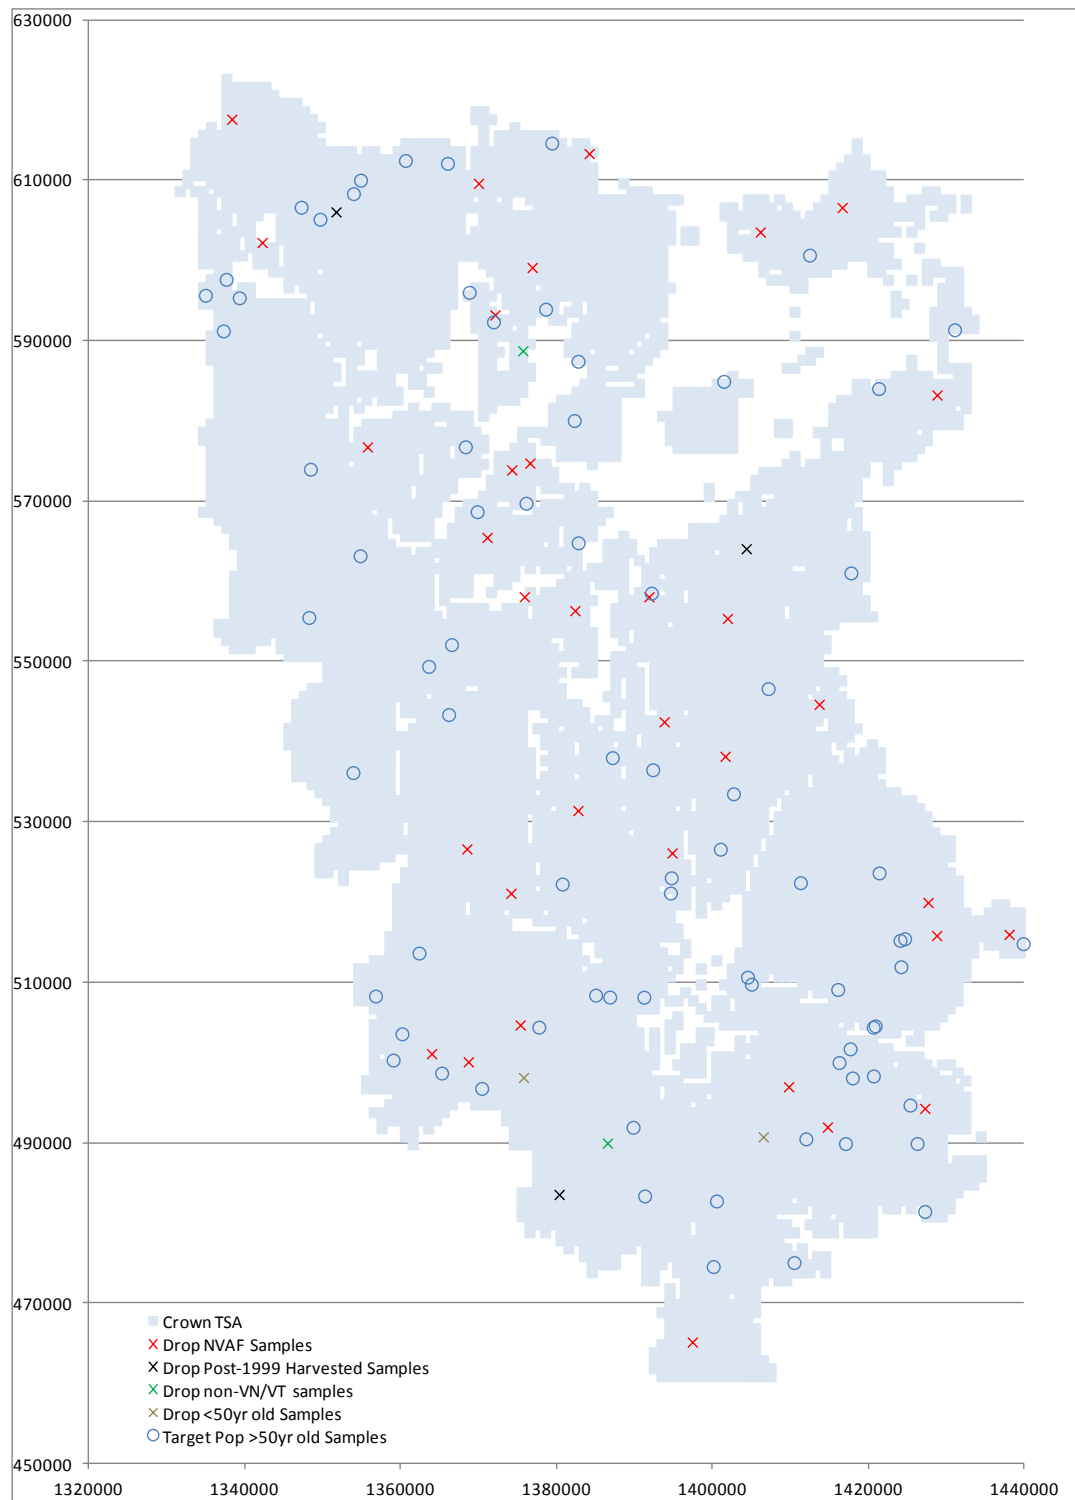 630000
610000
590000
570000
550000
530000
510000
490000
470000
Crown TSA
Drop NVAF Samples
Drop Post-1999 Harvested Samples
Drop non-VN/VT samples
Drop <50yr old Samples
Target Pop >50yr old Samples
450000
1320000 1340000 1360000 1380000 1400000 1420000 1440000